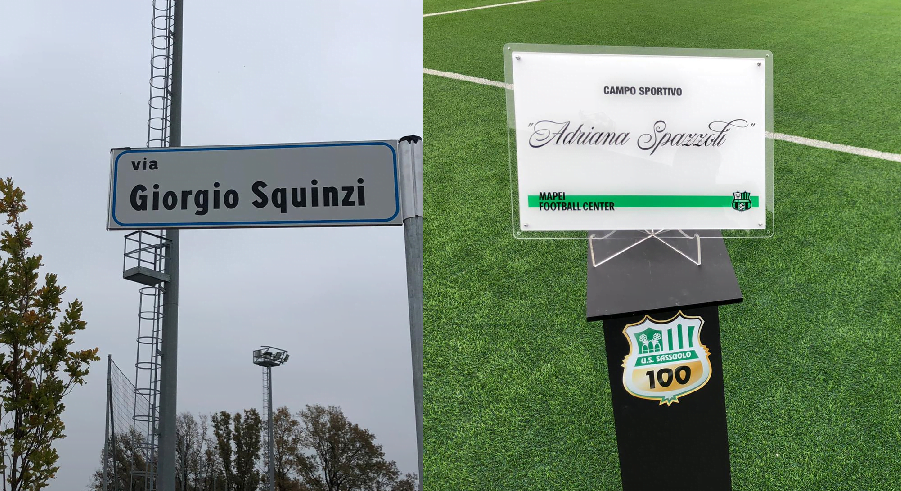 via
Giorgio Squinzi
CAMPO SPORTIVO
"Adriana Spazzoli"
MAPEI
FOOTBALL CENTER
U.S. SASSUOLO
100